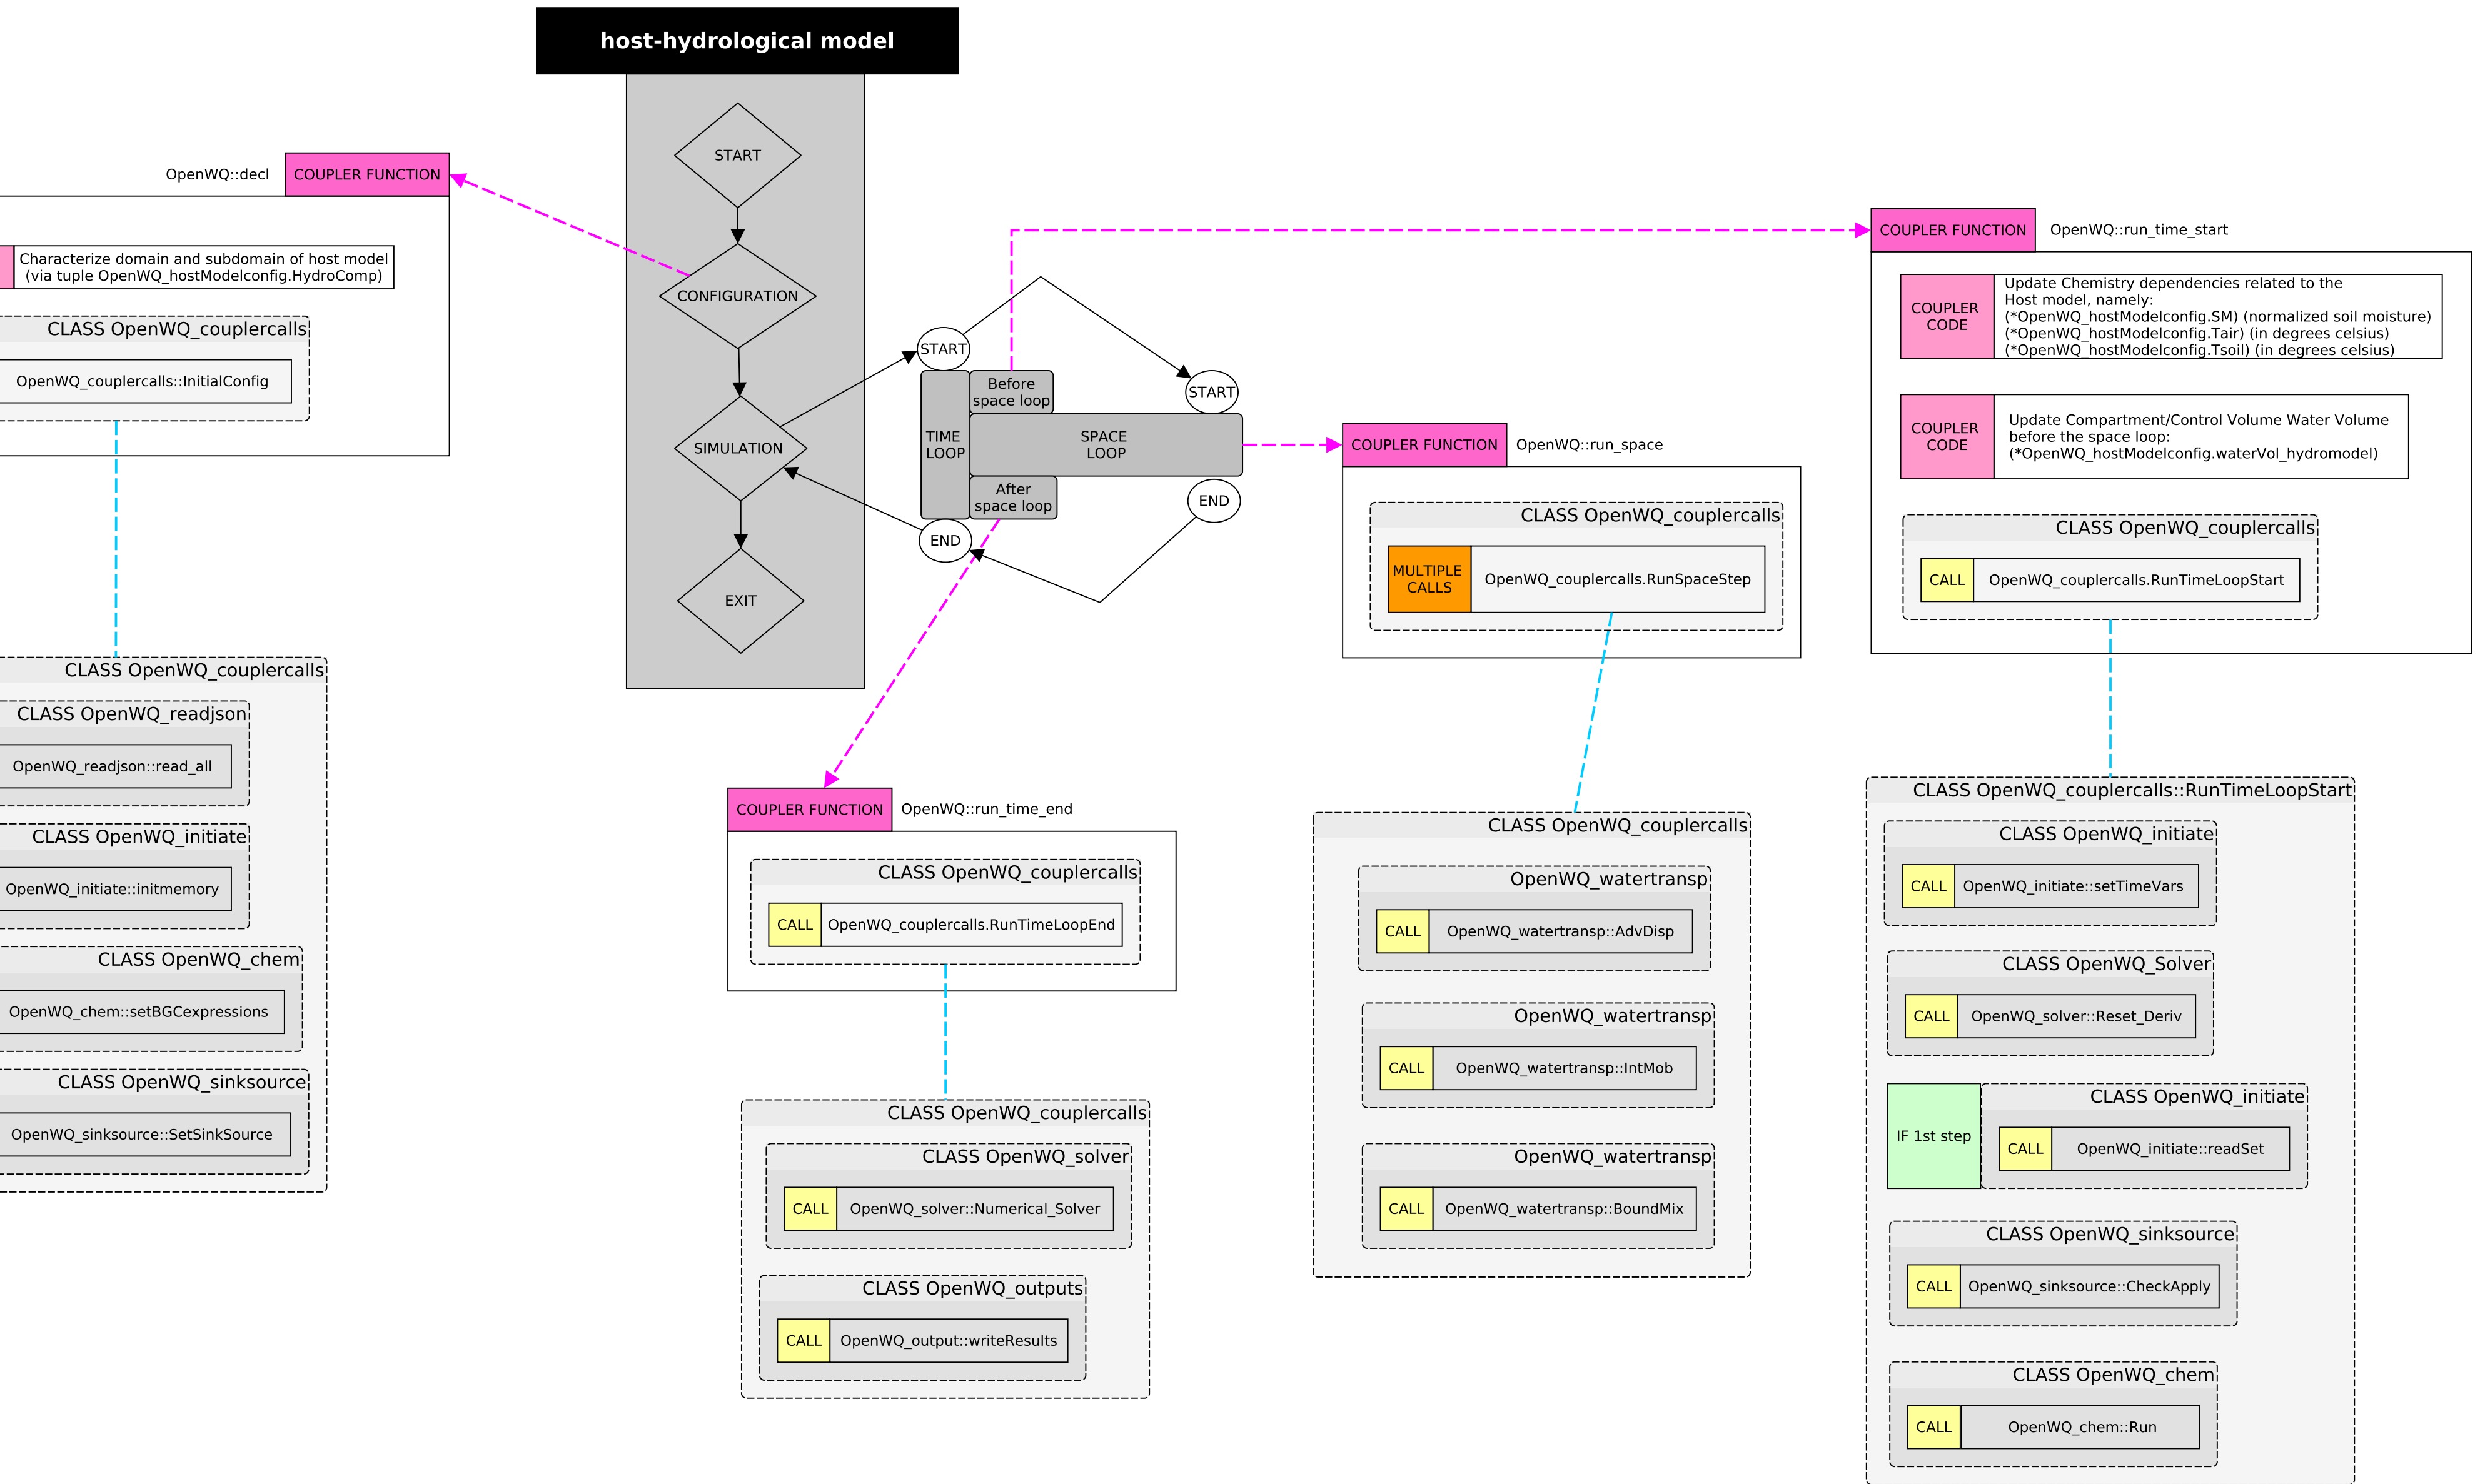 host-hydrological model
START
CONFIGURATION
SIMULATION
EXIT
OpenWQ::decl
COUPLER FUNCTION
Characterize domain and subdomain of host model
(via tuple OpenWQ_hostModelconfig.HydroComp)
CLASS OpenWQ_couplercalls
OpenWQ_couplercalls::InitialConfig
CLASS OpenWQ_couplercalls
CLASS OpenWQ_readjson
OpenWQ_readjson::read_all
CLASS OpenWQ_initiate
OpenWQ_initiate::initmemory
CLASS OpenWQ_chem
OpenWQ_chem::setBGCexpressions
CLASS OpenWQ_sinksource
OpenWQ_sinksource::SetSinkSource
START
TIME
LOOP
Before
space loop
START
SPACE
LOOP
After
space loop
END
END
COUPLER FUNCTION
OpenWQ::run_time_end
CLASS OpenWQ_couplercalls
CALL
OpenWQ_couplercalls.RunTimeLoopEnd
CLASS OpenWQ_couplercalls
CLASS OpenWQ_solver
CALL
OpenWQ_solver::Numerical_Solver
CLASS OpenWQ_outputs
CALL
OpenWQ_output::writeResults
COUPLER FUNCTION
OpenWQ::run_space
CLASS OpenWQ_couplercalls
MULTIPLE
CALLS
OpenWQ_couplercalls.RunSpaceStep
CLASS OpenWQ_couplercalls
OpenWQ_watertransp
CALL
OpenWQ_watertransp::AdvDisp
OpenWQ_watertransp
CALL
OpenWQ_watertransp::IntMob
OpenWQ_watertransp
CALL
OpenWQ_watertransp::BoundMix
COUPLER FUNCTION
OpenWQ::run_time_start
COUPLER
CODE
Update Chemistry dependencies related to the
Host model, namely:
(*OpenWQ_hostModelconfig.SM) (normalized soil moisture)
(*OpenWQ_hostModelconfig.Tair) (in degrees celsius)
(*OpenWQ_hostModelconfig.Tsoil) (in degrees celsius)
COUPLER
CODE
Update Compartment/Control Volume Water Volume
before the space loop:
(*OpenWQ_hostModelconfig.waterVol_hydromodel)
CLASS OpenWQ_couplercalls
CALL
OpenWQ_couplercalls.RunTimeLoopStart
CLASS OpenWQ_couplercalls::RunTimeLoopStart
CLASS OpenWQ_initiate
CALL
OpenWQ_initiate::setTimeVars
CLASS OpenWQ_Solver
CALL
OpenWQ_solver::Reset_Deriv
IF 1st step
CLASS OpenWQ_initiate
CALL
OpenWQ_initiate::readSet
CLASS OpenWQ_sinksource
CALL
OpenWQ_sinksource::CheckApply
CLASS OpenWQ_chem
CALL
OpenWQ_chem::Run